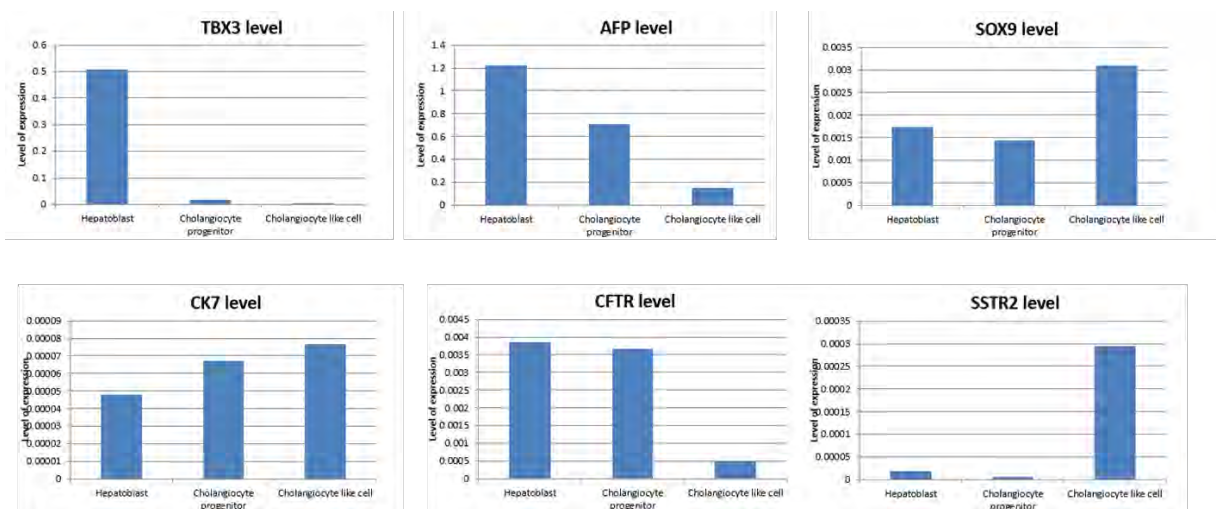 TBX3 level
0.6
0.5
0.4
0.3
0.2
0.1
0
Level of expression
Hepatoblast
Cholangiocyte
progenitor
Cholangiocyte like cell
AFP level
1.4
1.2
1
0.8
0.6
0.4
0.2
0
Level of expression
Hepatoblast
Cholangiocyte
progenitor
Cholangiocyte like cell
SOX9 level
0.0035
0.003
0.0025
0.002
0.0015
0.001
0.0005
0
Level of expression
Hepatoblast
Cholangiocyte
progenitor
Cholangiocyte like cell
CK7 level
0.00009
0.00008
0.00007
0.00006
0.00005
0.00004
0.00003
0.00002
0.00001
0
Level of expression
Hepatoblast
Cholangiocyte
progenitor
Cholangiocyte like cell
CFTR level
0.0045
0.004
0.0035
0.003
0.0025
0.002
0.0015
0.001
0.0005
0
Level of expression
Hepatoblast
Cholangiocyte
progenitor
Cholangiocyte like cell
SSTR2 level
0.00035
0.0003
0.00025
0.0002
0.00015
0.0001
0.00005
0
Level of expression
Hepatoblast
Cholangiocyte
progenitor
Cholangiocyte like cell